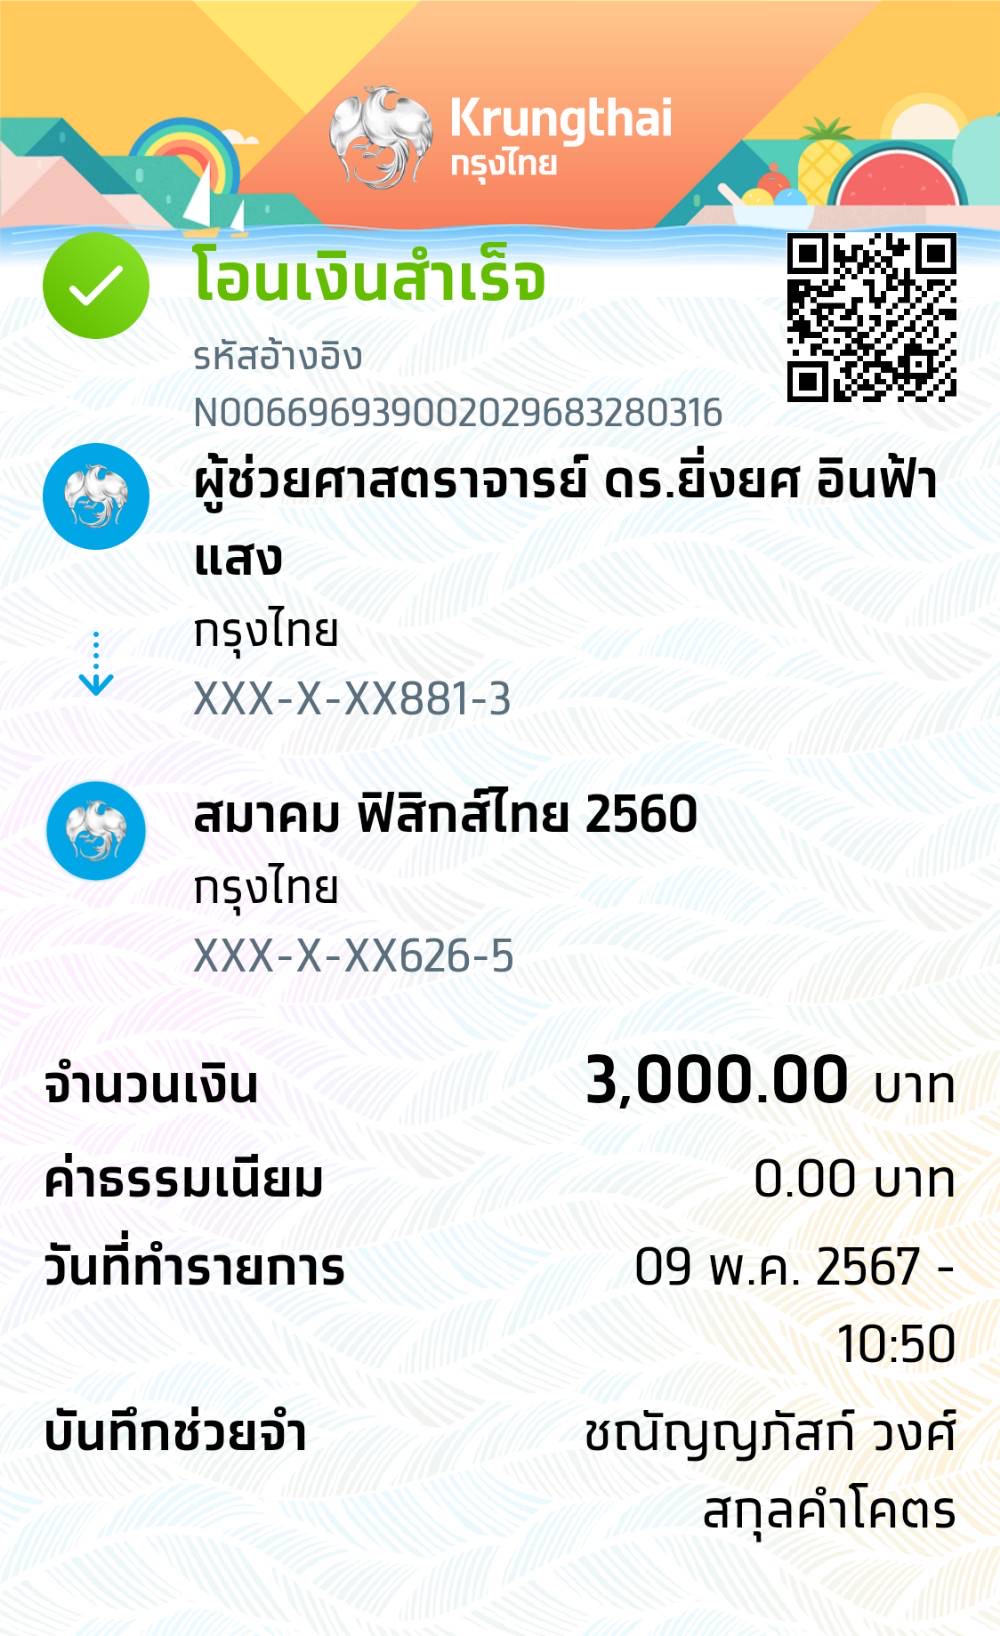 Krungthai
กรุงไทย
โอนเงินสำเร็จ
รหัสอ้างอิง
N006696939002029683280316
ผู้ช่วยศาสตราจารย์ ดร.ยิ่งยศ อินฟ้า
แสง
กรุงไทย
XXX-X-XX881-3
สมาคม ฟิสิกส์ไทย 2560
กรุงไทย
XXX-X-XX626-5
จำนวนเงิน 3,000.00 บาท
ค่าธรรมเนียม 0.00 บาท
วันที่ทำรายการ 09 พ.ค. 2567 -
10:50
บันทึกช่วยจำ ชณัญญภัสก์ วงศ์
สกุลคำโคตร